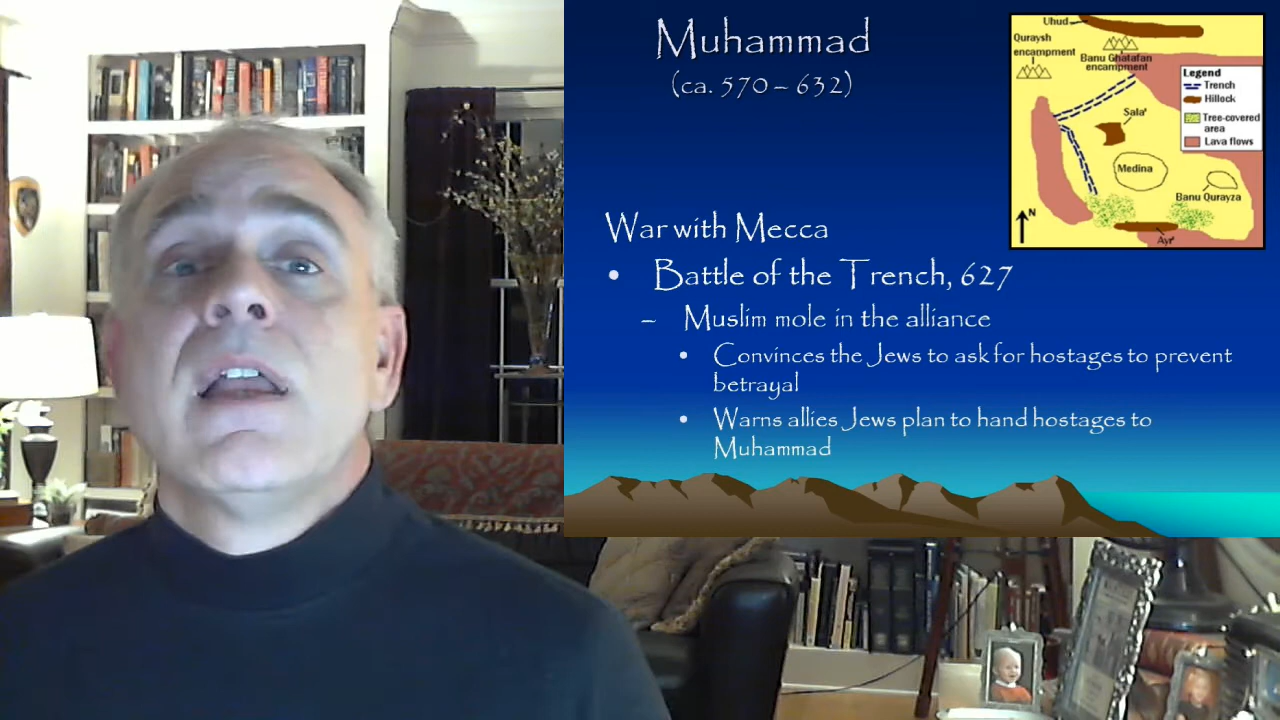 Muhammad
(ca. 570 – 632)
War with Mecca
• Battle of the Trench, 627
– Muslim mole in the alliance
• Convinces the Jews to ask for hostages to prevent
betrayal
• Warns allies Jews plan to hand hostages to
Muhammad
Uhud
Quraysh
encampment
Banu Ghatafan
encampment
Legend
Trench
Hillock
Tree-covered
area
Lava flows
Sala'
Medina
Banu Qurayza
N
Ayr'